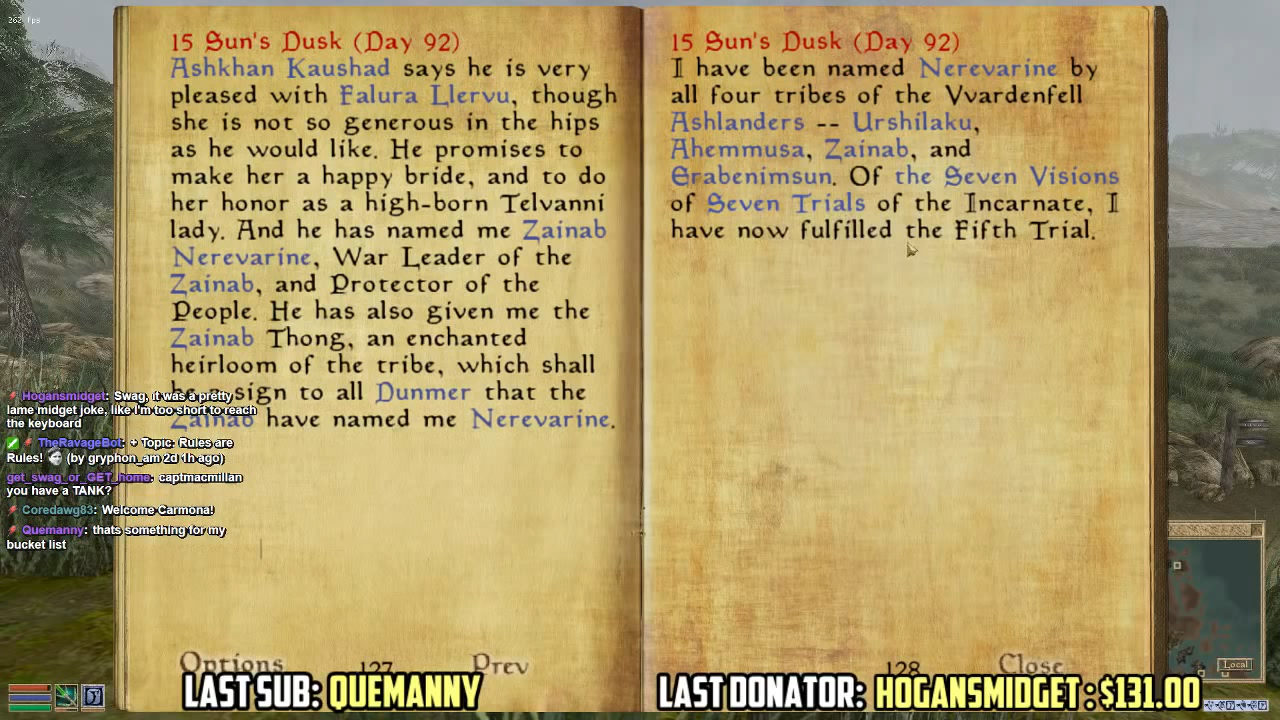 262 fps
15 Sun's Dusk (Day 92)
Ashkhan Kaushad says he is very
pleased with Falura Llervu, though
she is not so generous in the hips
as he would like. He promises to
make her a happy bride, and to do
her honor as a high-born Telvanni
lady. And he has named me Zainab
Nerevarine, War Leader of the
Zainab, and Protector of the
People. He has also given me the
Zainab Thong, an enchanted
heirloom of the tribe, which shall
be a sign to all Dunmer that the
Zainab have named me Nerevarine.
15 Sun's Dusk (Day 92)
I have been named Nerevarine by
all four tribes of the Vvardenfell
Ashlanders -- Urshilaku,
Ahemmusa, Zainab, and
Erabenimsun. Of the Seven Visions
of Seven Trials of the Incarnate, I
have now fulfilled the Fifth Trial.
Hogansmidget: Swag, it was a pretty
lame midget joke, like I'm too short to reach
the keyboard
TheRavageBot: + Topic: Rules are
Rules! (by gryphon_am 2d 1h ago)
get_swag_or_GET_home: captmacmillan
you have a TANK?
Coredawg83: Welcome Carmona!
Quemanny: thats something for my
bucket list
Options 127 Prev
128 Close
Local
LAST SUB: QUEMANNY
LAST DONATOR: HOGANSMIDGET : $131.00